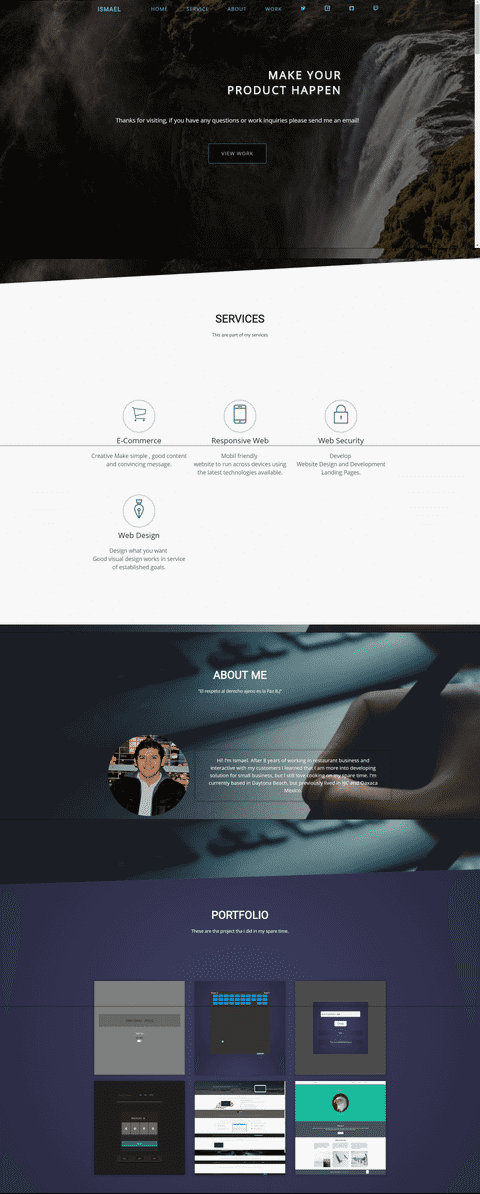 ISMAEL HOME SERVICE ABOUT WORK
MAKE YOUR
PRODUCT HAPPEN
Thanks for visiting, if you have any questions or work inquiries please send me an email!
VIEW WORK
SERVICES
This are part of my services
E-Commerce
Creative Make simple , good content
and convincing message.
Responsive Web
Mobil friendly
website to run across devices using
the latest technologies available.
Web Security
Develop
Website Design and Development
Landing Pages.
Web Design
Design what you want
Good visual design works in service
of established goals.
ABOUT ME
"El respeto al derecho ajeno es la Paz B.J"
Hi! I'm Ismael. After 8 years of working in restaurant business and
interactive with my customers I learned that I am more into developing
solution for small business, but I still love cooking on my spare time. I'm
currently based in Daytona Beach, but previously lived in NC and Oaxaca
Mexico.
PORTFOLIO
These are the project tha i did in my spare time.